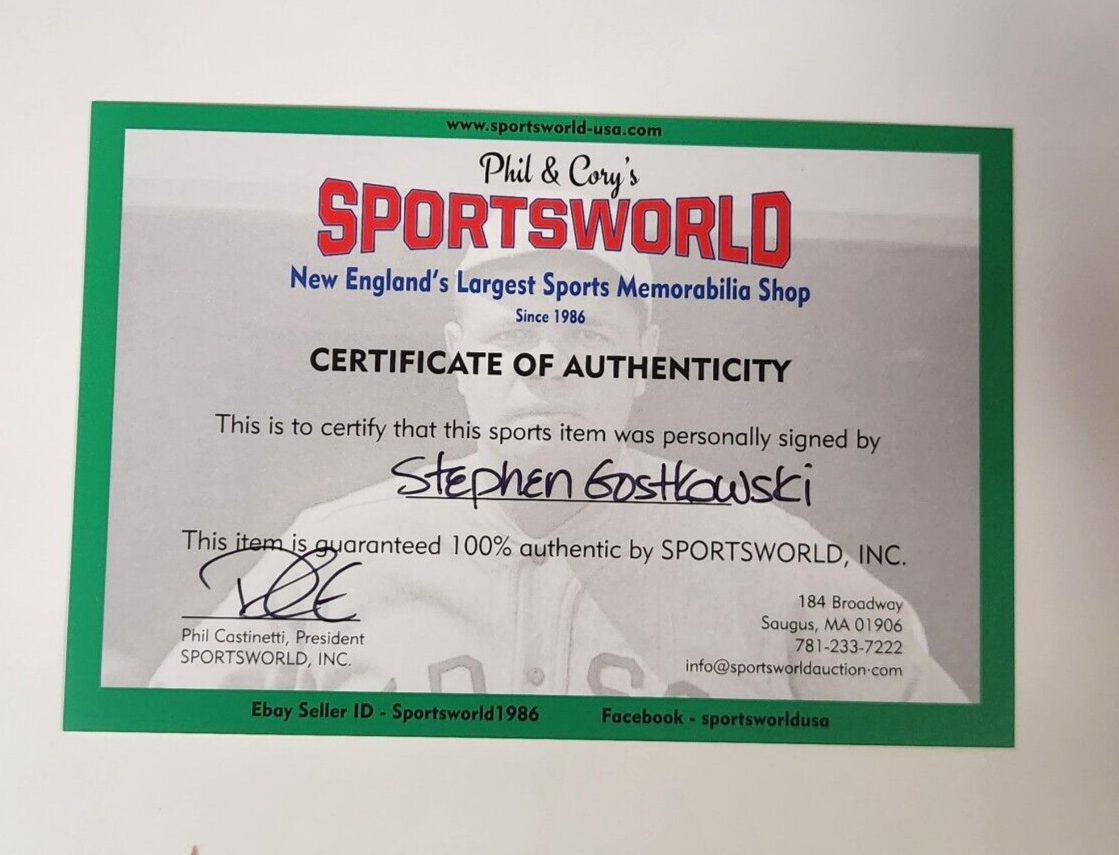 www.sportsworld-usa.com
Phil & Cory's
SPORTSWORLD
New England's Largest Sports Memorabilia Shop
Since 1986
CERTIFICATE OF AUTHENTICITY
This is to certify that this sports item was personally signed by
Stephen Gostkowski
This item is guaranteed 100% authentic by SPORTSWORLD, INC.
Phil Castinetti, President
SPORTSWORLD, INC.
184 Broadway
Saugus, MA 01906
781-233-7222
info@sportsworldauction.com
Ebay Seller ID - Sportsworld1986
Facebook - sportsworldusa